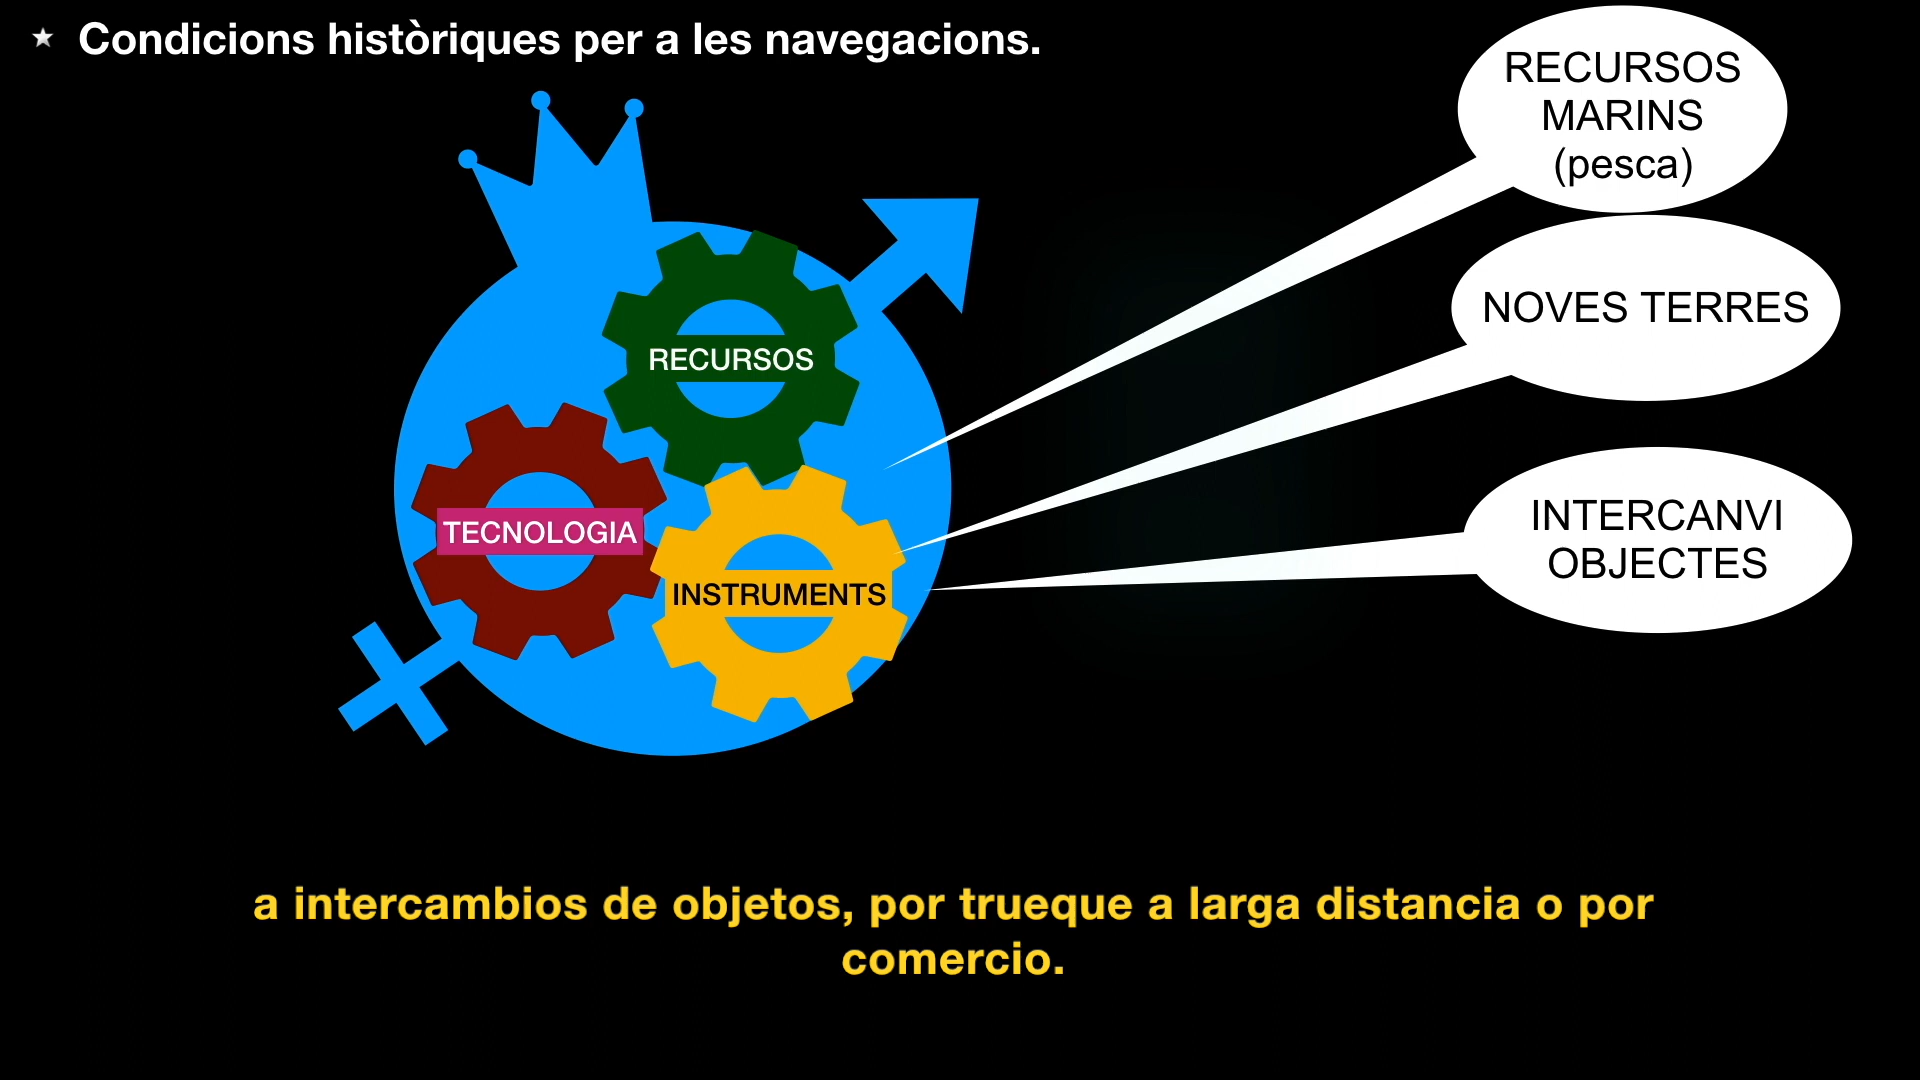 Condicions històriques per a les navegacions.
RECURSOS
MARINS
(pesca)
NOVES TERRES
RECURSOS
TECNOLOGIA
INSTRUMENTS
INTERCANVI
OBJECTES
a intercambios de objetos, por trueque a larga distancia o por
comercio.